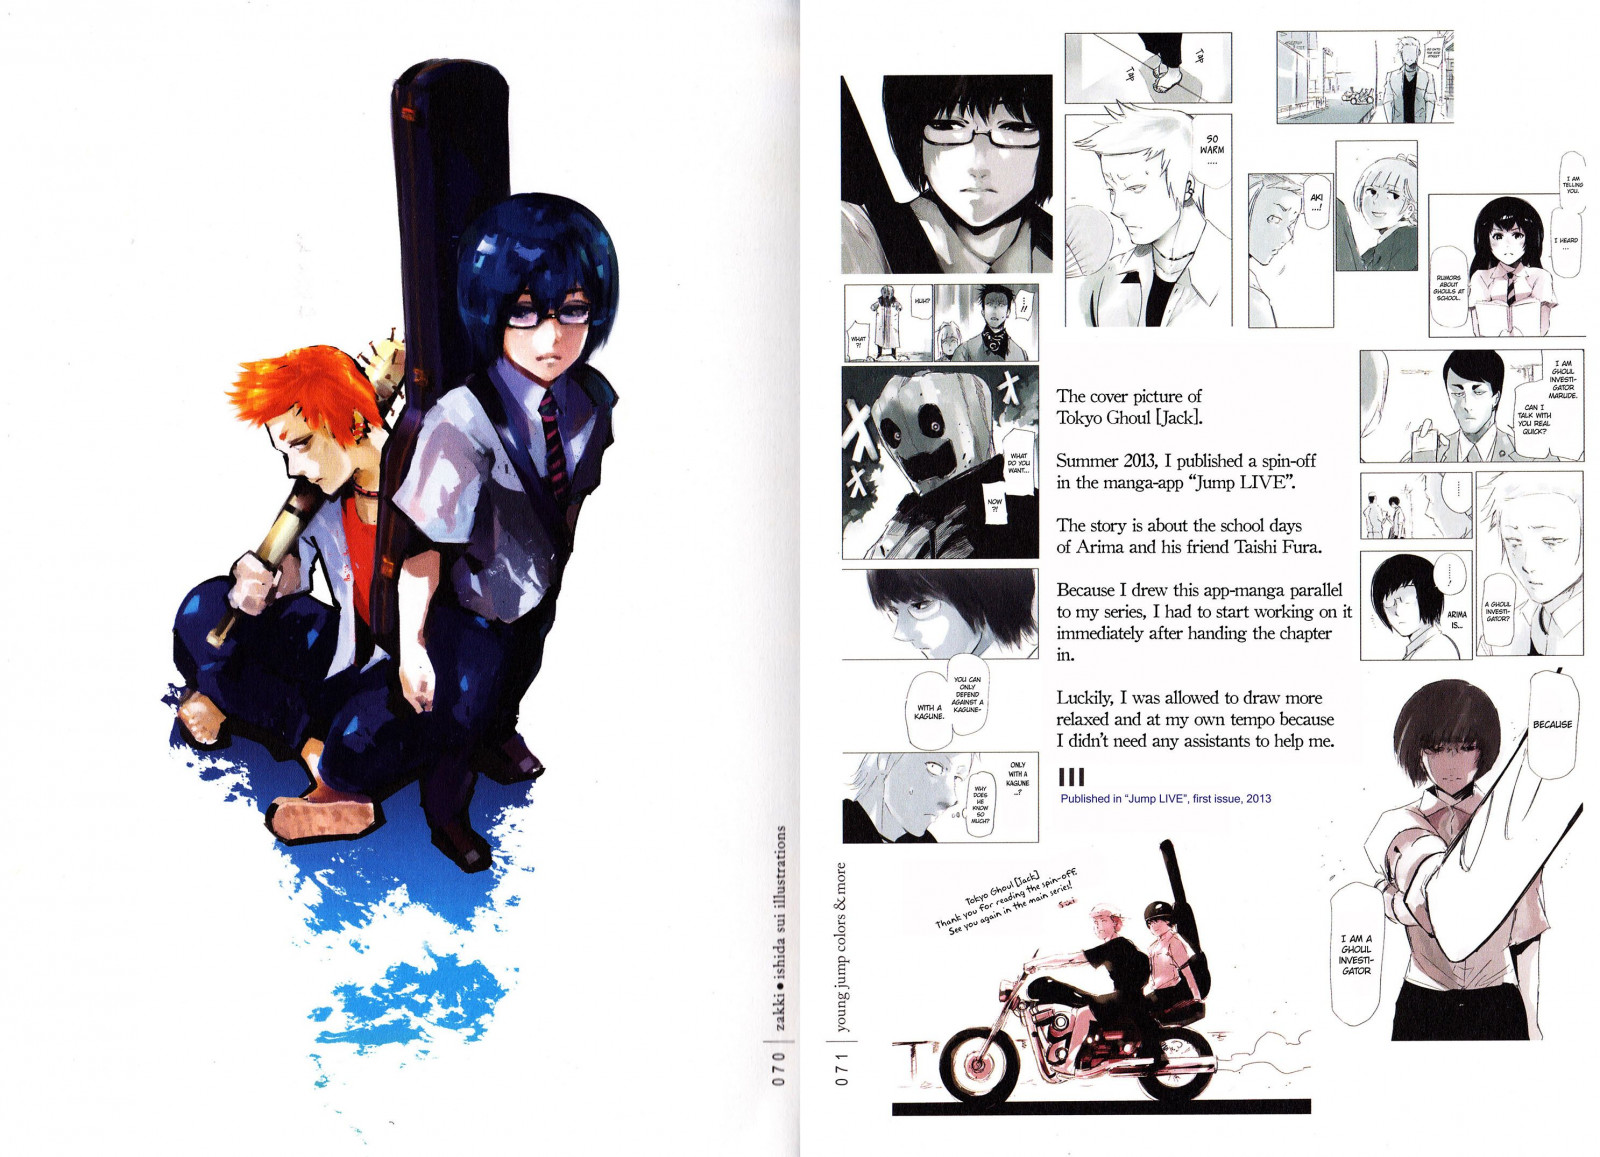 070 | zakki ● ishida sui illustrations
TAP
TAP
SO
WARM
....
GO INTO
THE SIDE
STREET
AKI
...!
I AM
TELLING
YOU.
I HEARD
...
RUMORS
ABOUT
GHOULS AT
SCHOOL.
HUH?
WHAT
?!
...
!!
WHAT
DO YOU
WANT...
NOW
?!
YOU CAN
ONLY
DEFEND
AGAINST A
KAGUNE-
WITH A
KAGUNE.
ONLY
WITH A
KAGUNE
...?
WHY
DOES
HE
KNOW
SO
MUCH?
The cover picture of
Tokyo Ghoul [Jack].
Summer 2013, I published a spin-off
in the manga-app “Jump LIVE”.
The story is about the school days
of Arima and his friend Taishi Fura.
Because I drew this app-manga parallel
to my series, I had to start working on it
immediately after handing the chapter
in.
Luckily, I was allowed to draw more
relaxed and at my own tempo because
I didn’t need any assistants to help me.
Published in “Jump LIVE”, first issue, 2013
I AM
GHOUL
INVESTI-
GATOR
MARUDE.
CAN I
TALK WITH
YOU REAL
QUICK?
A GHOUL
INVESTI-
GATOR?
ARIMA
IS...
BECAUSE
I AM A
GHOUL
INVESTI-
GATOR
Tokyo Ghoul [Jack]
Thank you for reading the spin-off.
See you again in the main series!
Sui
071 | young jump colors & more